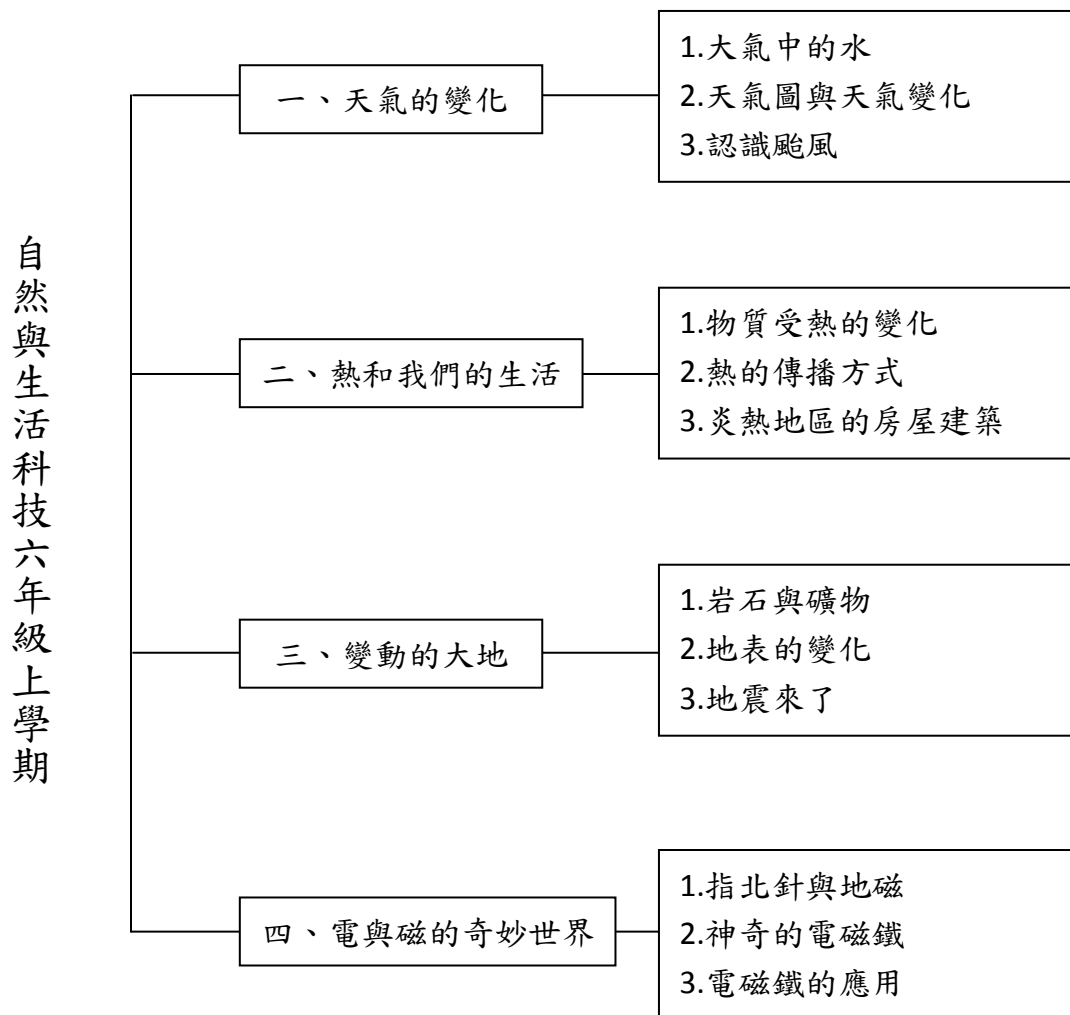 自然與生活科技六年級上學期
一、天氣的變化
1.大氣中的水
2.天氣圖與天氣變化
3.認識颱風
二、熱和我們的生活
1.物質受熱的變化
2.熱的傳播方式
3.炎熱地區的房屋建築
三、變動的大地
1.岩石與礦物
2.地表的變化
3.地震來了
四、電與磁的奇妙世界
1.指北針與地磁
2.神奇的電磁鐵
3.電磁鐵的應用